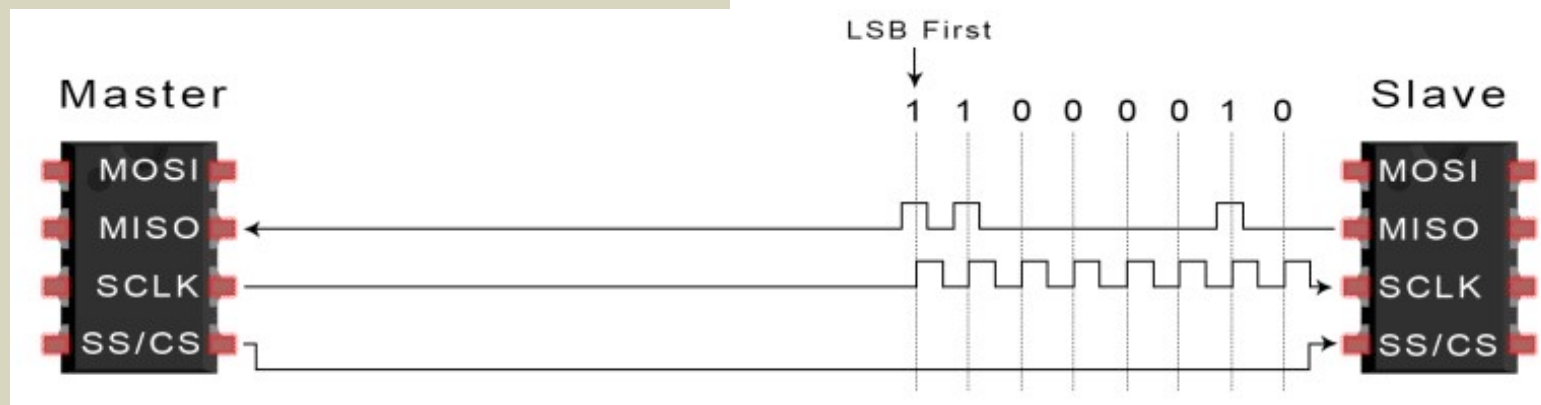 LSB First
1 1 0 0 0 0 1 0
Master
MOSI
MISO
SCLK
SS/CS
Slave
MOSI
MISO
SCLK
SS/CS